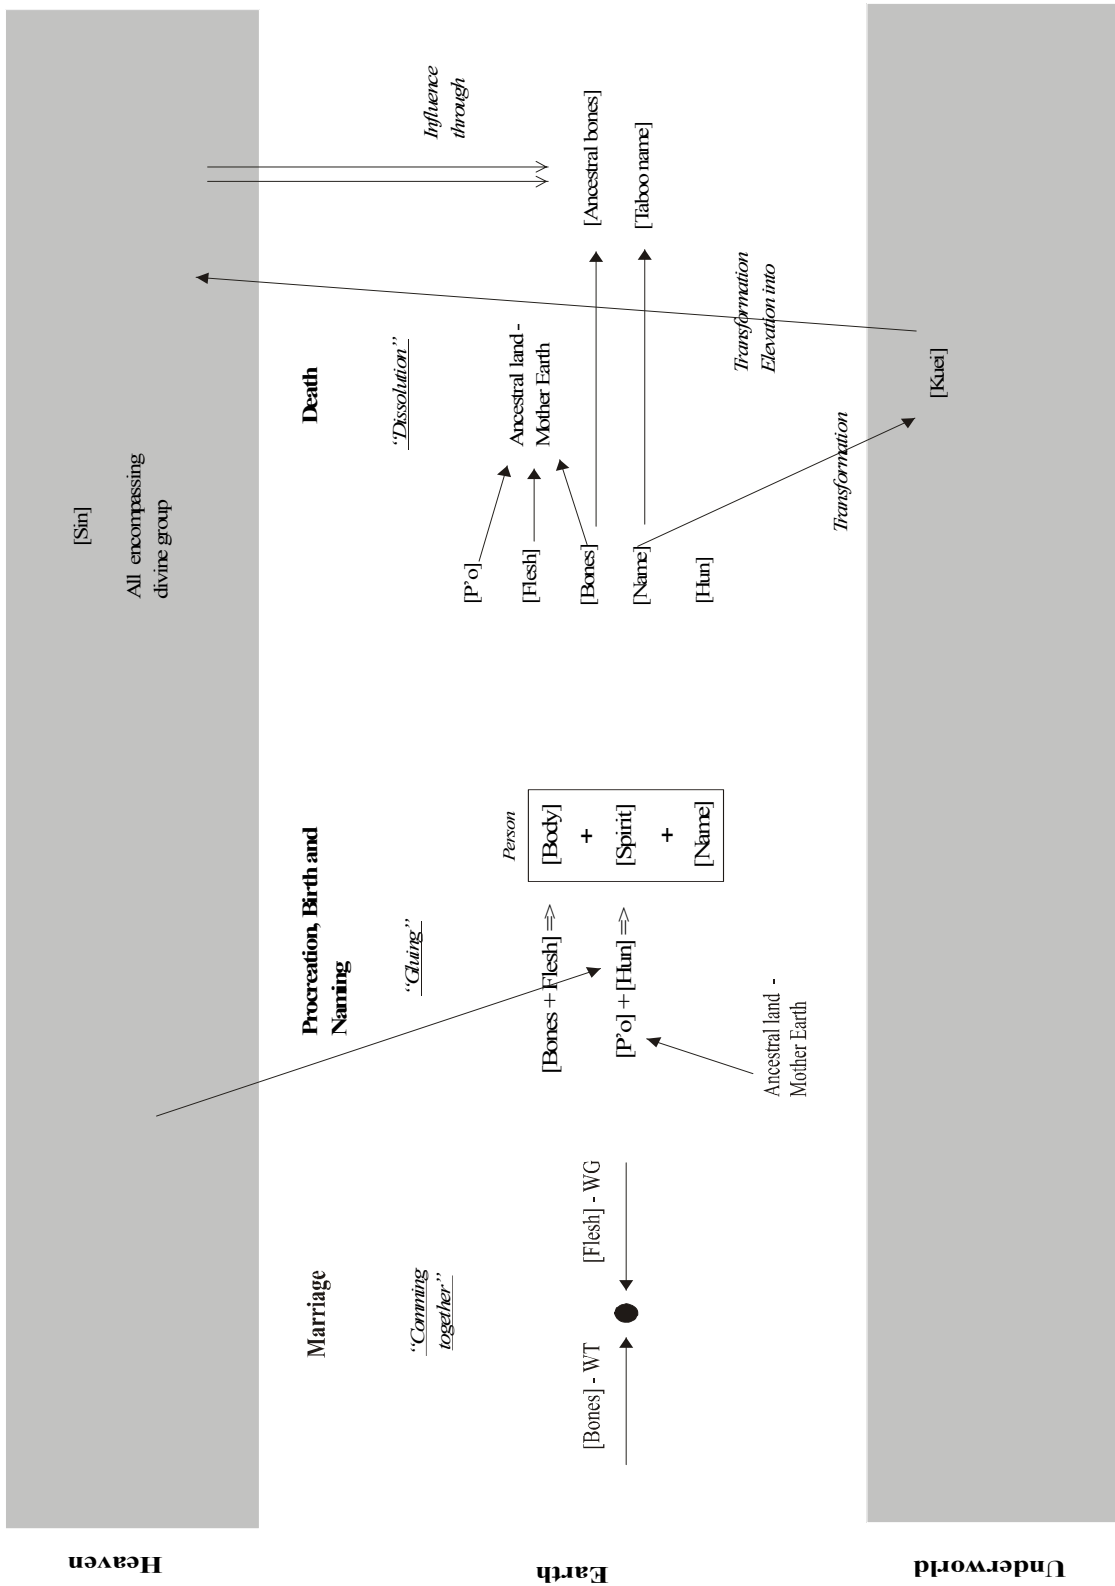 Heaven
[Sin]
All encompassing
divine group
Marriage
Procreation, Birth and
Naming
Death
“Comming
together”
“Gluing”
“Dissolution”
Influence
through
Earth
[Bones] - WT
[Flesh] - WG
[Bones + Flesh] =>
[P’o] + [Hun] =>
Ancestral land -
Mother Earth
Person
[Body]
+
[Spirit]
+
[Name]
[P’o]
[Flesh]
[Bones]
[Name]
[Hun]
Ancestral land -
Mother Earth
[Ancestral bones]
[Taboo name]
Transformation
Elevation into
Transformation
Underworld
[Kuei]